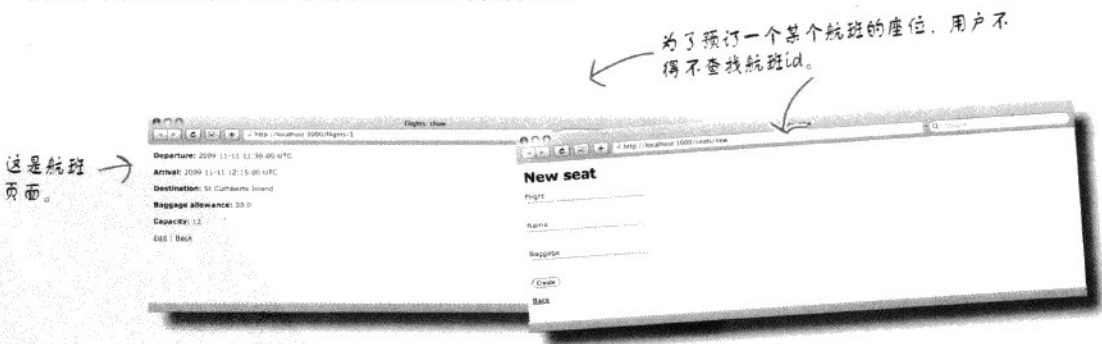 为了预订一个某个航班的座位，用户不
得不查找航班id。
这是航班
页面。
Flights: show
http://localhost:3000/flights/1
Departure: 2009-11-11 11:30:00 UTC
Arrival: 2009-11-11 12:15:00 UTC
Destination: St Cuthberts Island
Baggage allowance: 20.0
Capacity: 12
Edit | Back
http://localhost:3000/seats/new
New seat
Flight
Name
Baggage
Create
Back